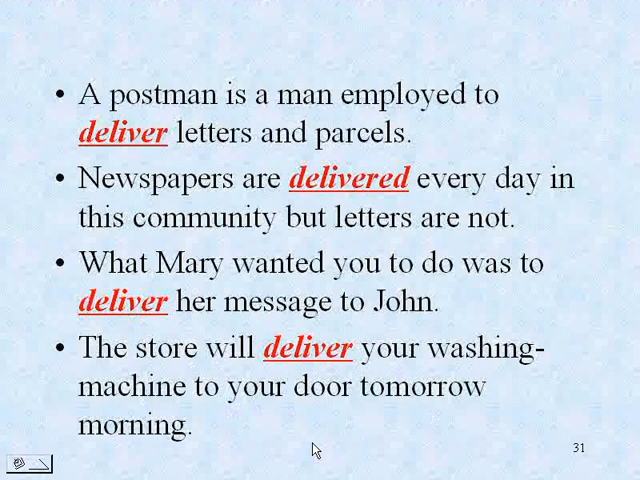 • A postman is a man employed to
deliver letters and parcels.
• Newspapers are delivered every day in
this community but letters are not.
• What Mary wanted you to do was to
deliver her message to John.
• The store will deliver your washing-
machine to your door tomorrow
morning.
31